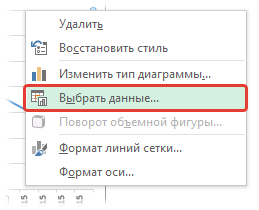 Удалить
Восстановить стиль
Изменить тип диаграммы...
Выбрать данные...
Поворот объемной фигуры...
Формат линий сетки...
Формат оси...